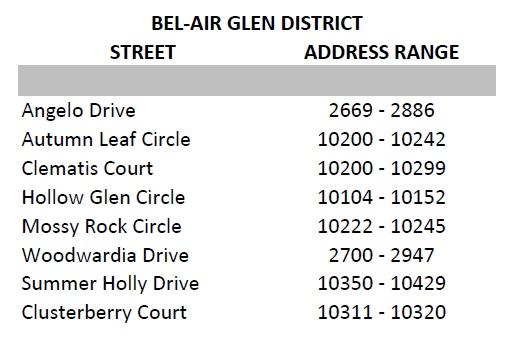 BEL-AIR GLEN DISTRICT
STREET ADDRESS RANGE
Angelo Drive 2669 - 2886
Autumn Leaf Circle 10200 - 10242
Clematis Court 10200 - 10299
Hollow Glen Circle 10104 - 10152
Mossy Rock Circle 10222 - 10245
Woodwardia Drive 2700 - 2947
Summer Holly Drive 10350 - 10429
Clusterberry Court 10311 - 10320